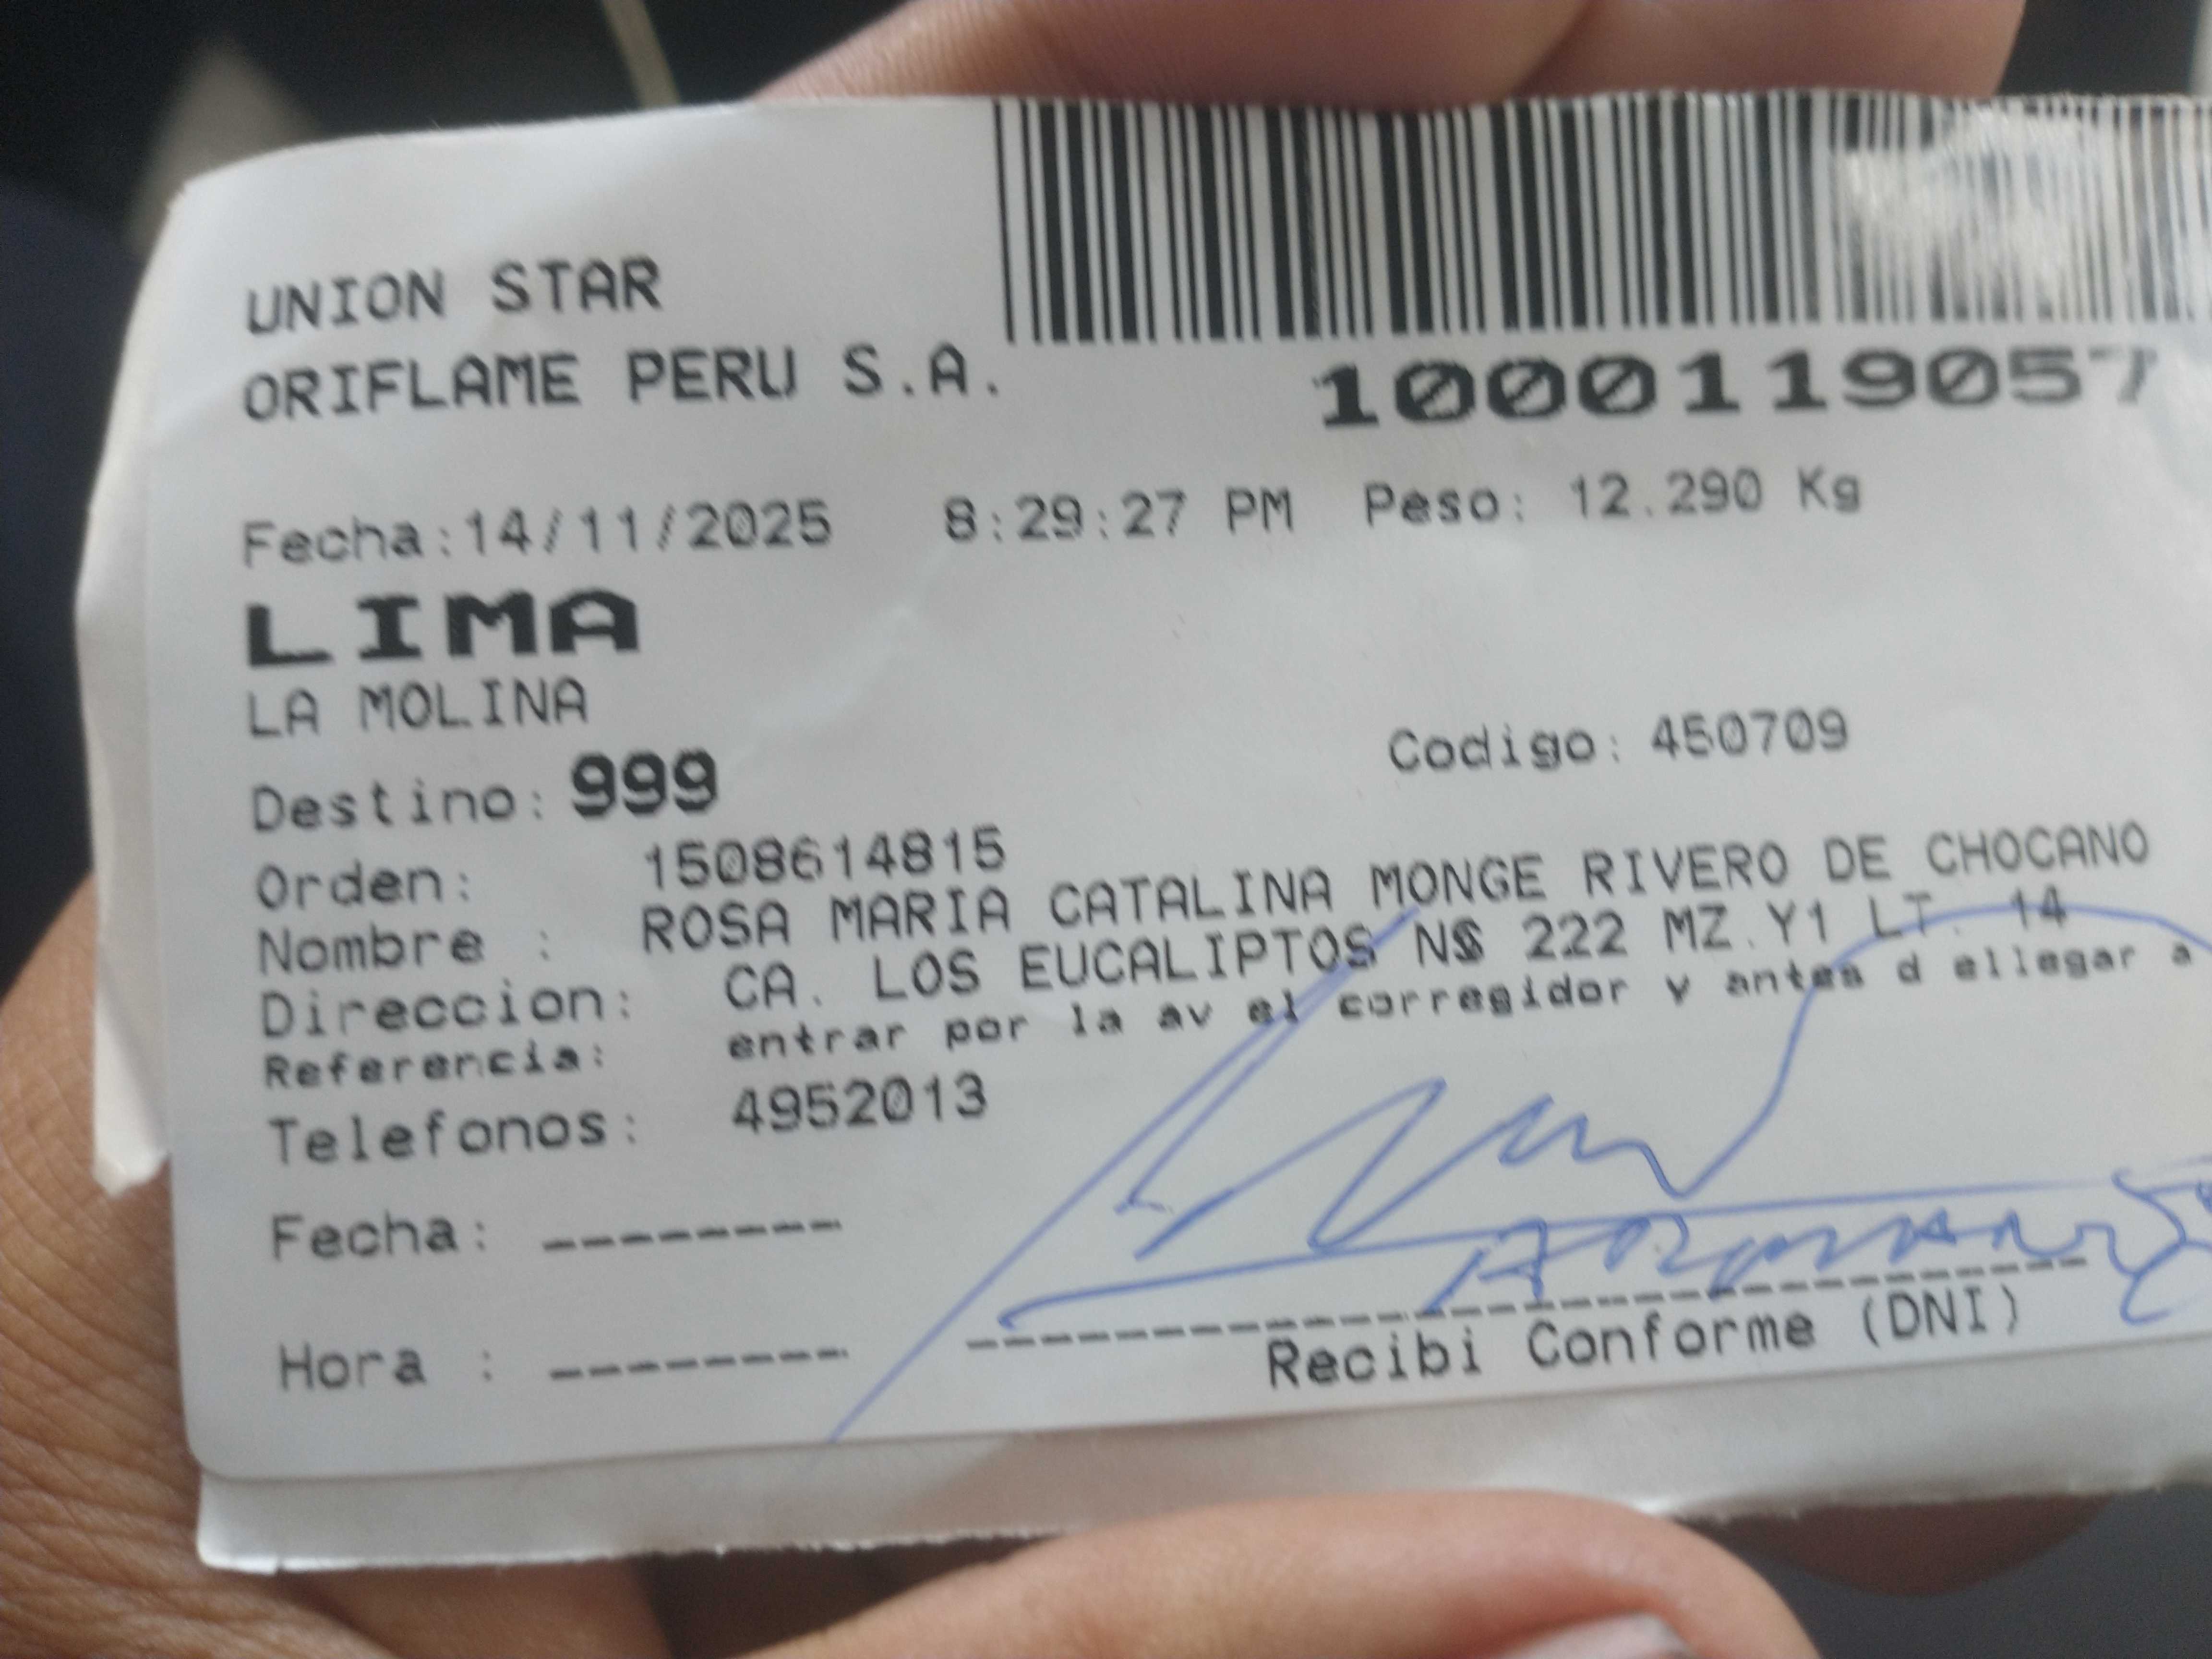 UNION STAR
ORIFLAME PERU S.A.
1000119057
Fecha:14/11/2025 8:29:27 PM Peso: 12.290 Kg
LIMA
LA MOLINA
Destino: 999 Codigo: 450709
Orden: 1508614815
Nombre : ROSA MARIA CATALINA MONGE RIVERO DE CHOCANO
Direccion: CA. LOS EUCALIPTOS N$ 222 MZ.Y1 LT. 14
Referencia: entrar por la av el corregidor y antes d ellegar a
Telefonos: 4952013
Fecha: --------
Hora : --------
Recibi Conforme (DNI)